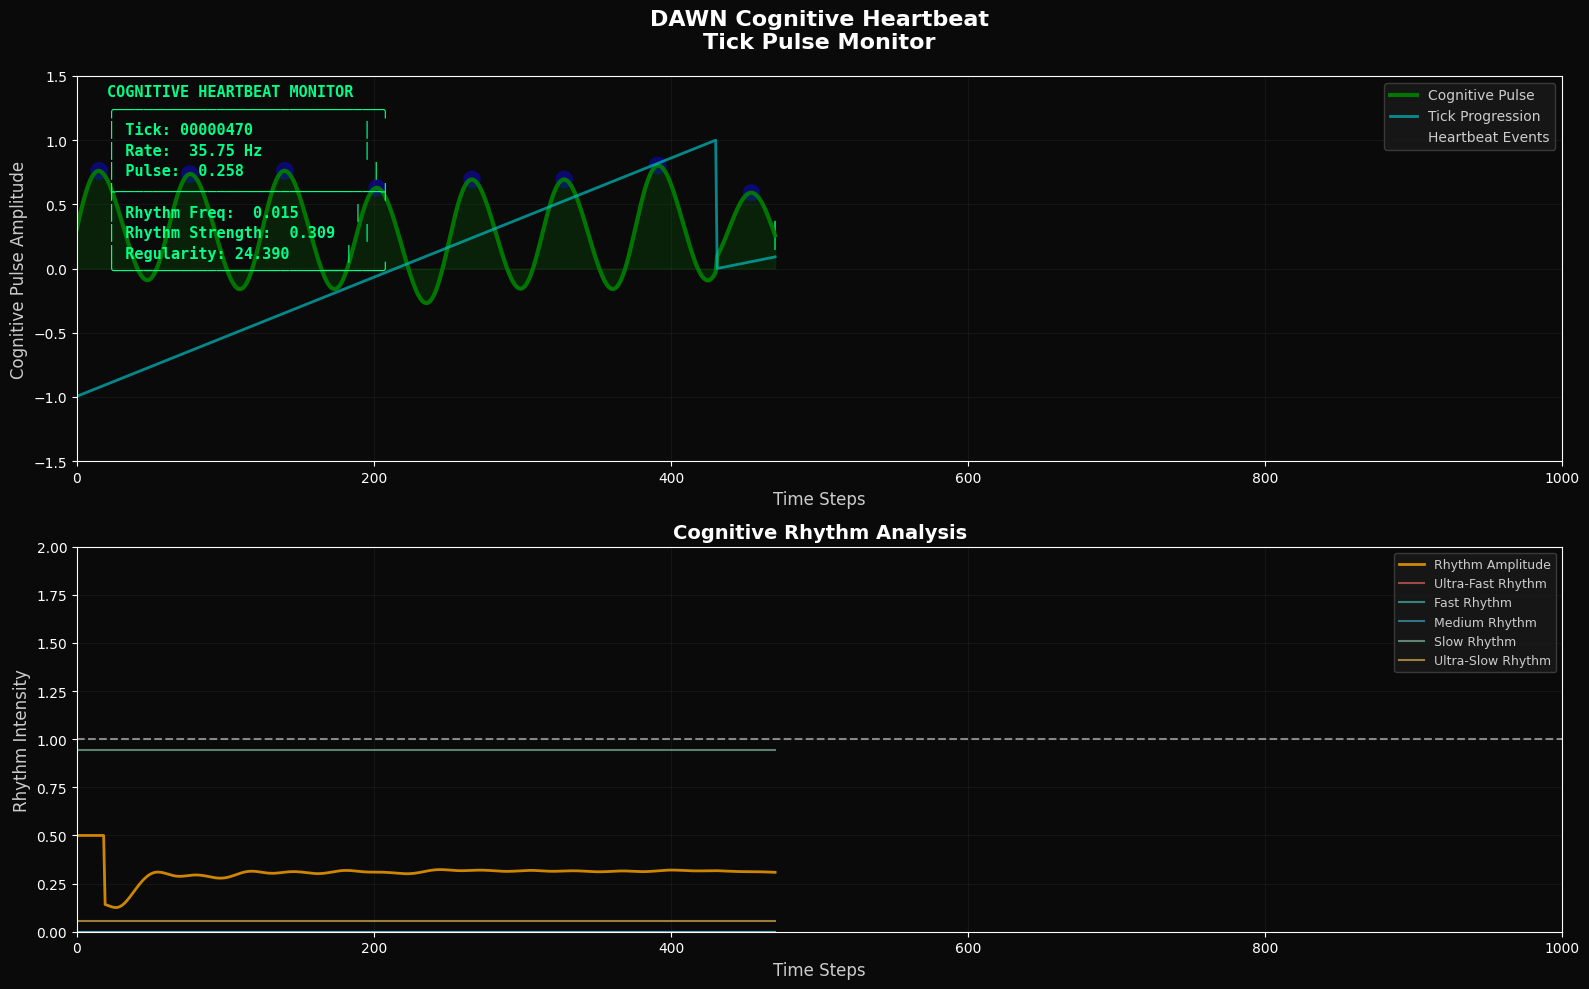 DAWN Cognitive Heartbeat
Tick Pulse Monitor
COGNITIVE HEARTBEAT MONITOR
Tick: 00000470
Rate:  35.75 Hz
Pulse:  0.258
Rhythm Freq:  0.015
Rhythm Strength:  0.309
Regularity: 24.390
Cognitive Pulse
Tick Progression
Heartbeat Events
Cognitive Pulse Amplitude
1.5
1.0
0.5
0.0
−0.5
−1.0
−1.5
0
200
400
600
800
1000
Time Steps
Cognitive Rhythm Analysis
Rhythm Amplitude
Ultra-Fast Rhythm
Fast Rhythm
Medium Rhythm
Slow Rhythm
Ultra-Slow Rhythm
Rhythm Intensity
2.00
1.75
1.50
1.25
1.00
0.75
0.50
0.25
0.00
0
200
400
600
800
1000
Time Steps